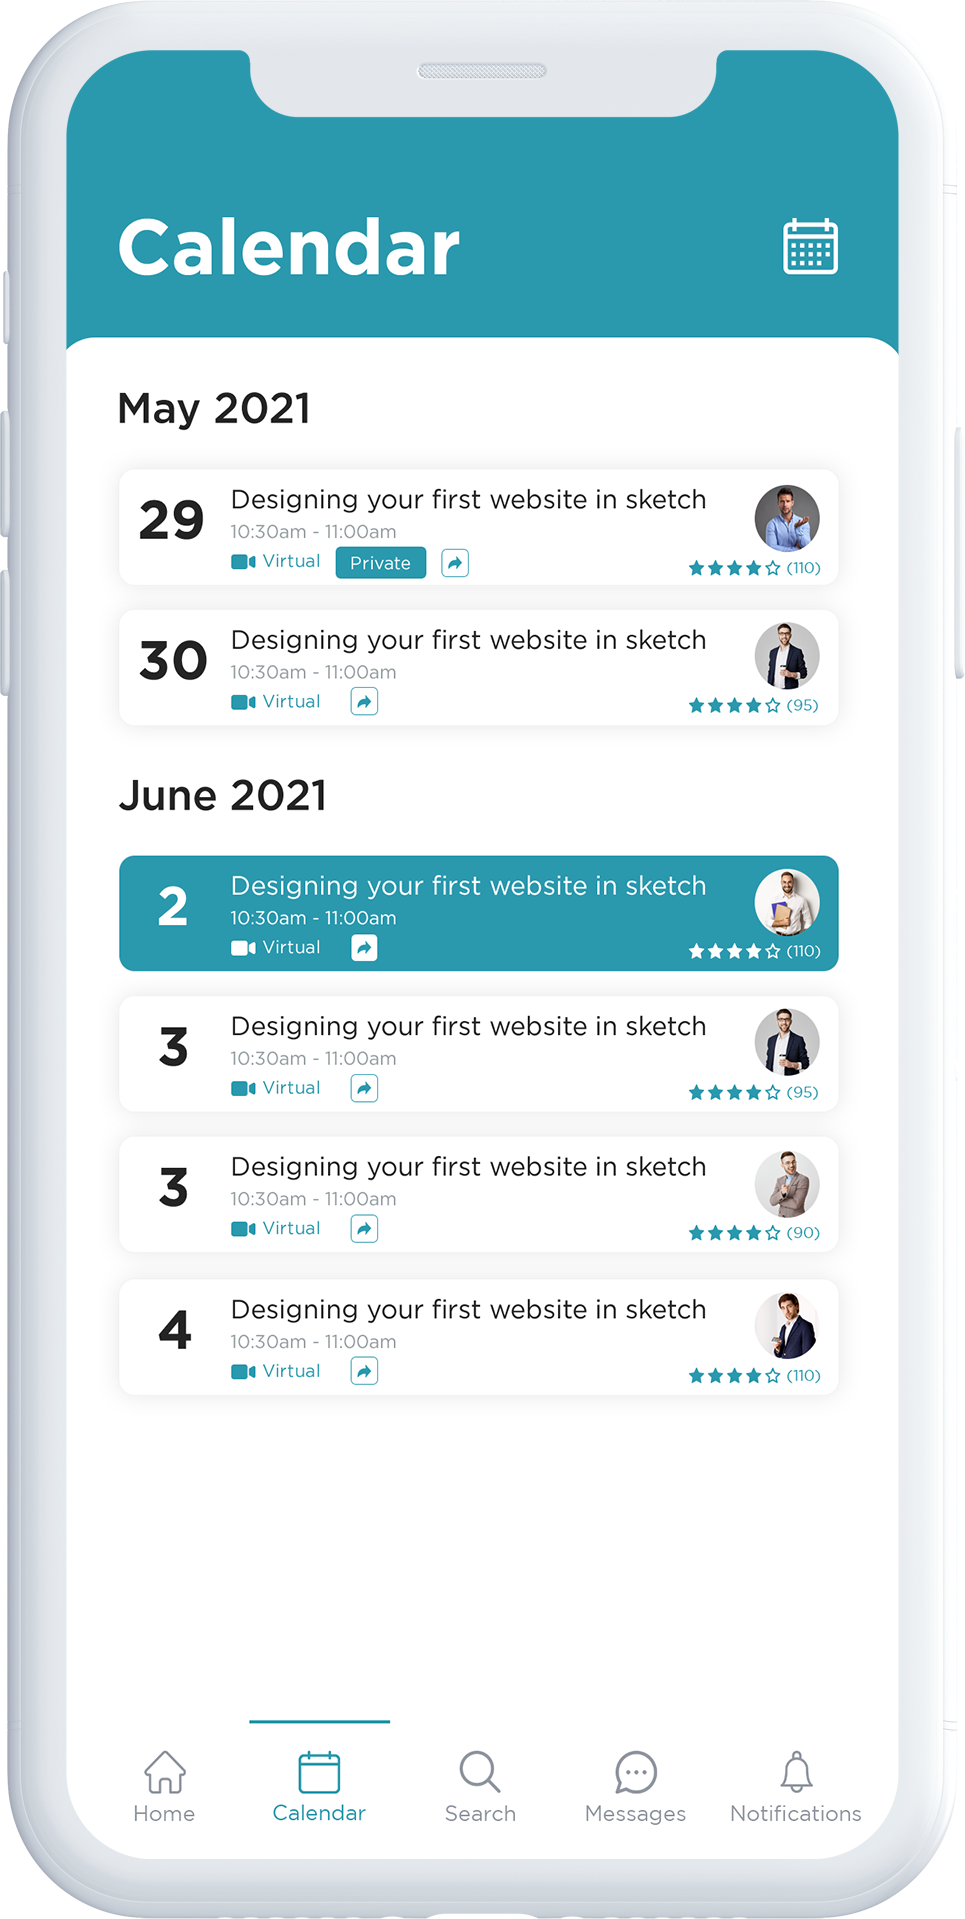 Calendar
May 2021
29
Designing your first website in sketch
10:30am - 11:00am
Virtual
Private
(110)
30
Designing your first website in sketch
10:30am - 11:00am
Virtual
(95)
June 2021
2
Designing your first website in sketch
10:30am - 11:00am
Virtual
(110)
3
Designing your first website in sketch
10:30am - 11:00am
Virtual
(95)
3
Designing your first website in sketch
10:30am - 11:00am
Virtual
(90)
4
Designing your first website in sketch
10:30am - 11:00am
Virtual
(110)
Home
Calendar
Search
Messages
Notifications